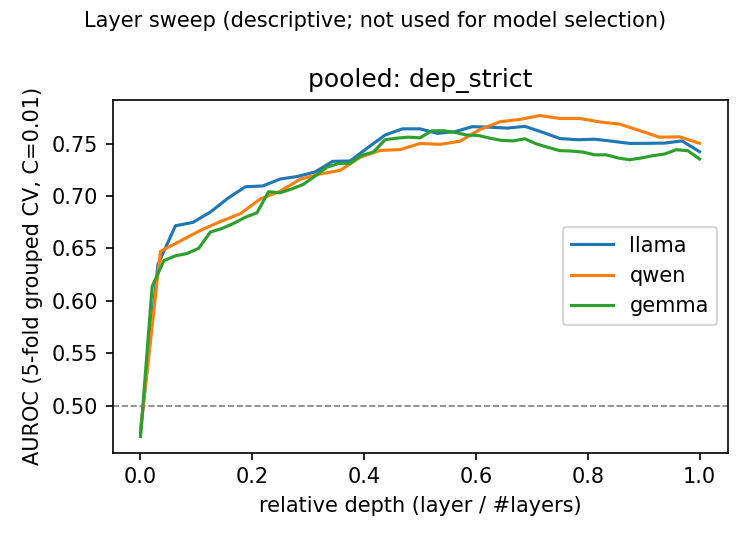 Layer sweep (descriptive; not used for model selection)
pooled: dep_strict
AUROC (5-fold grouped CV, C=0.01)
0.75
0.70
0.65
0.60
0.55
0.50
llama
qwen
gemma
0.0 0.2 0.4 0.6 0.8 1.0
relative depth (layer / #layers)